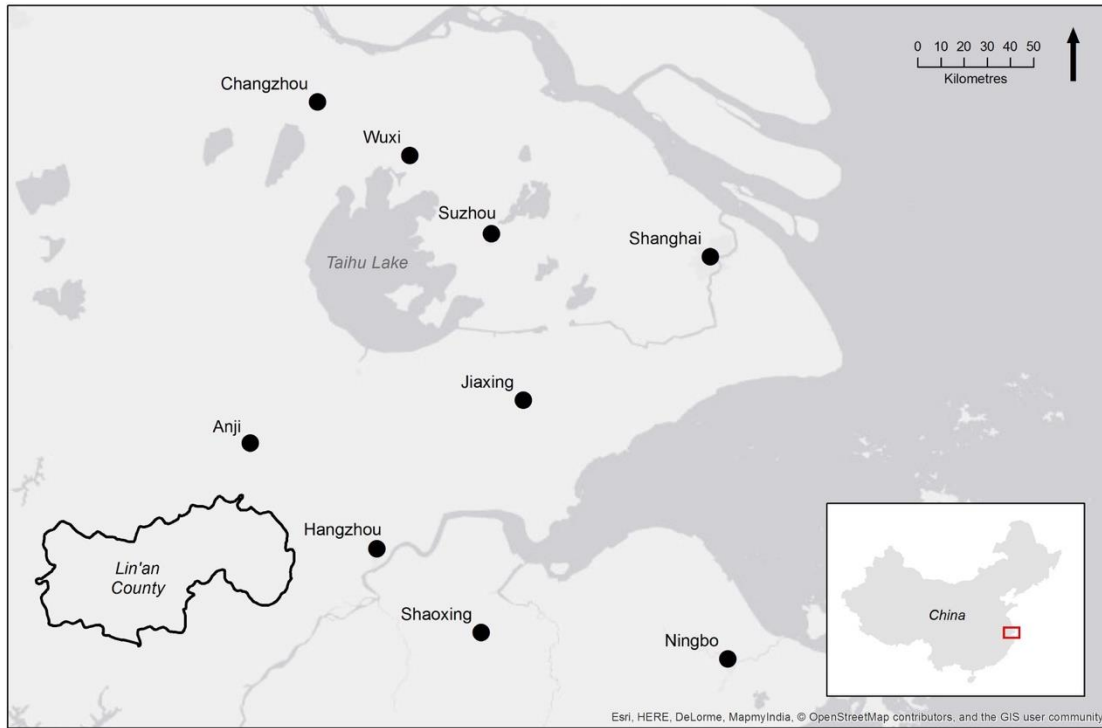 0 10 20 30 40 50
Kilometres
Changzhou
Wuxi
Suzhou
Shanghai
Taihu Lake
Jiaxing
Anji
Hangzhou
Lin'an
County
Shaoxing
Ningbo
China
Esri, HERE, DeLorme, MapmyIndia, © OpenStreetMap contributors, and the GIS user community